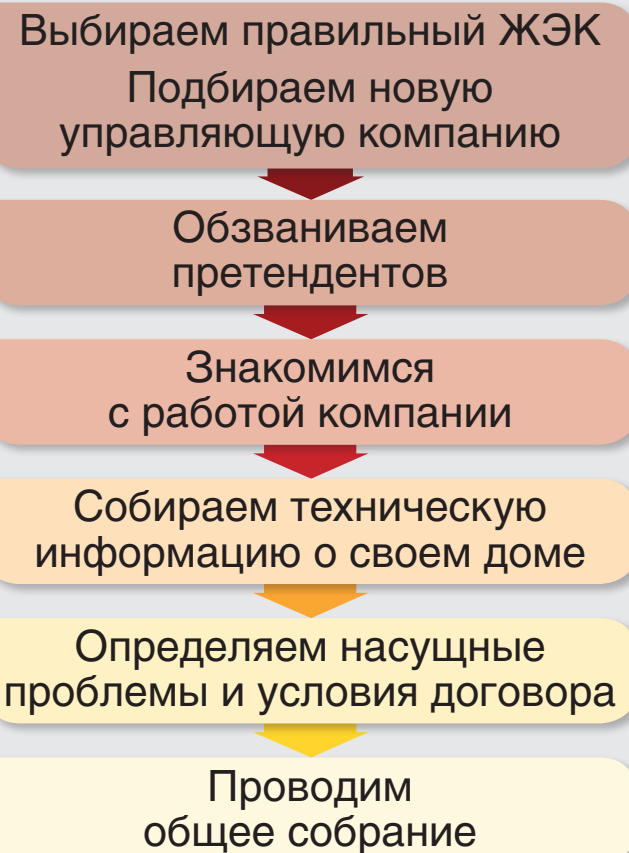 Выбираем правильный ЖЭК
Подбираем новую
управляющую компанию
Обзваниваем
претендентов
Знакомимся
с работой компании
Собираем техническую
информацию о своем доме
Определяем насущные
проблемы и условия договора
Проводим
общее собрание